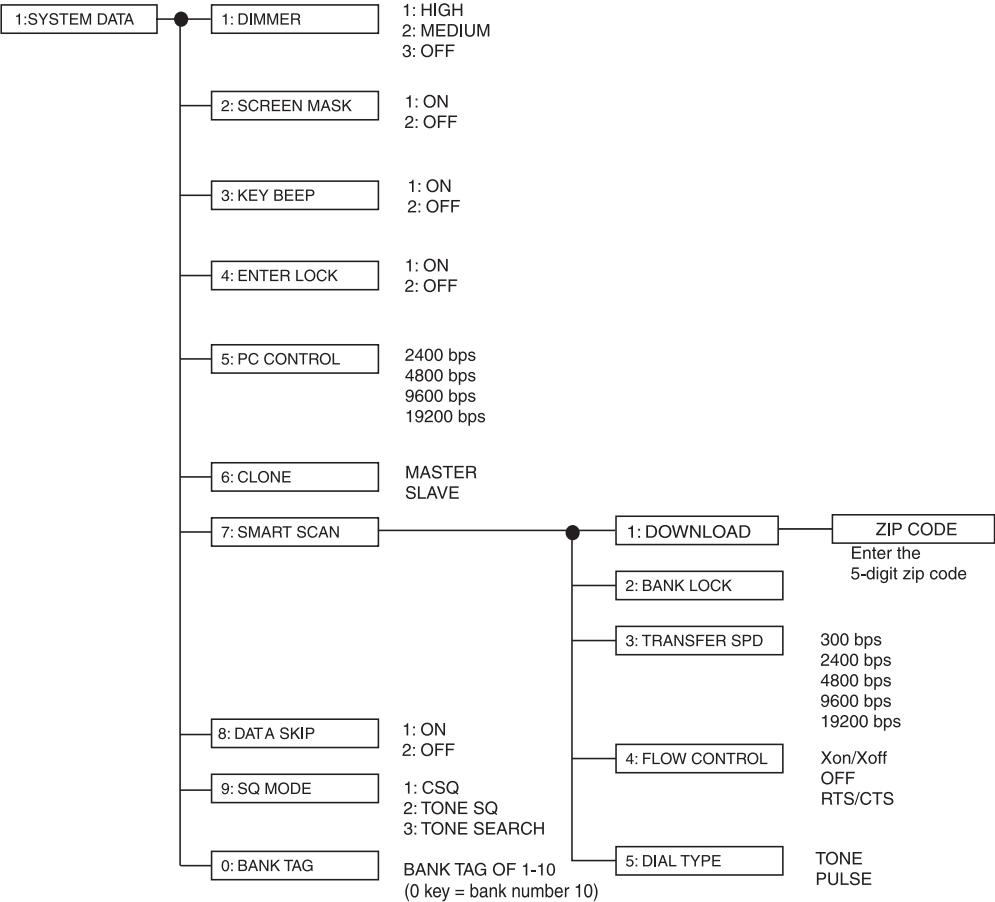 1:SYSTEM DATA
1: DIMMER
1: HIGH
2: MEDIUM
3: OFF
2: SCREEN MASK
1: ON
2: OFF
3: KEY BEEP
1: ON
2: OFF
4: ENTER LOCK
1: ON
2: OFF
5: PC CONTROL
2400 bps
4800 bps
9600 bps
19200 bps
6: CLONE
MASTER
SLAVE
7: SMART SCAN
1: DOWNLOAD
ZIP CODE
Enter the
5-digit zip code
2: BANK LOCK
3: TRANSFER SPD
300 bps
2400 bps
4800 bps
9600 bps
19200 bps
4: FLOW CONTROL
Xon/Xoff
OFF
RTS/CTS
5: DIAL TYPE
TONE
PULSE
8: DATA SKIP
1: ON
2: OFF
9: SQ MODE
1: CSQ
2: TONE SQ
3: TONE SEARCH
0: BANK TAG
BANK TAG OF 1-10
(0 key = bank number 10)